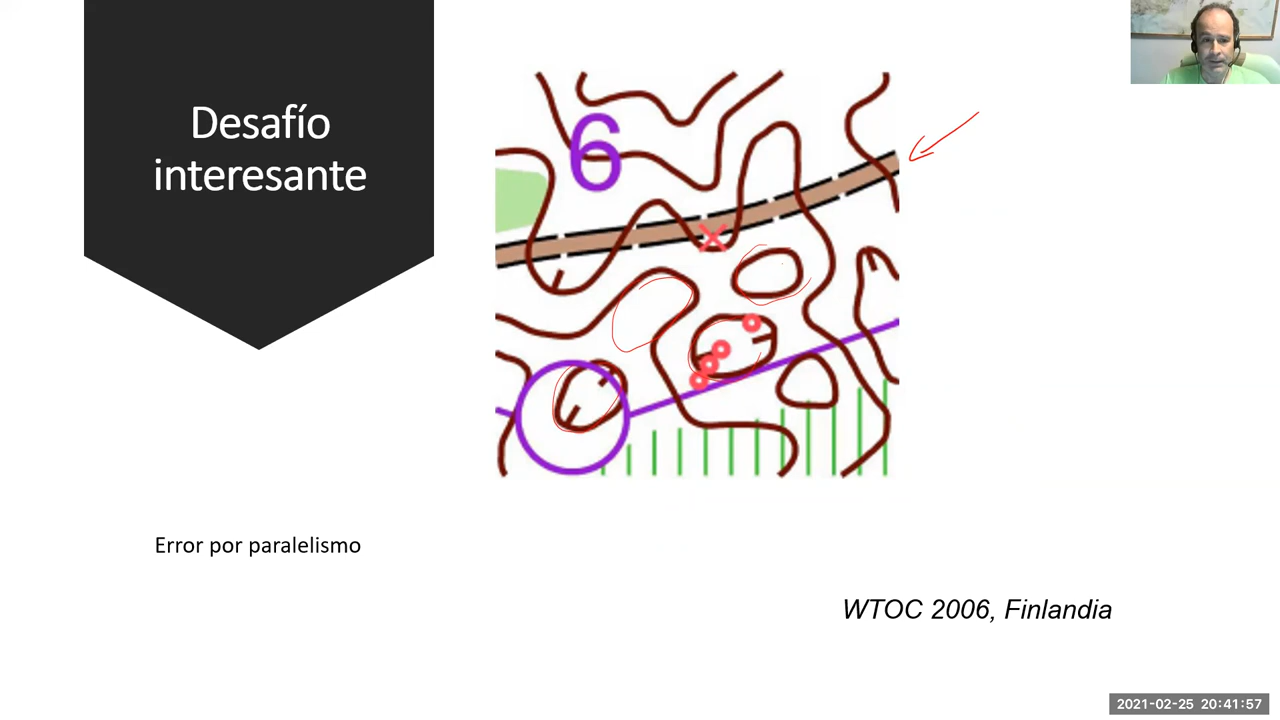 Desafío
interesante
6
Error por paralelismo
WTOC 2006, Finlandia
2021-02-25 20:41:57